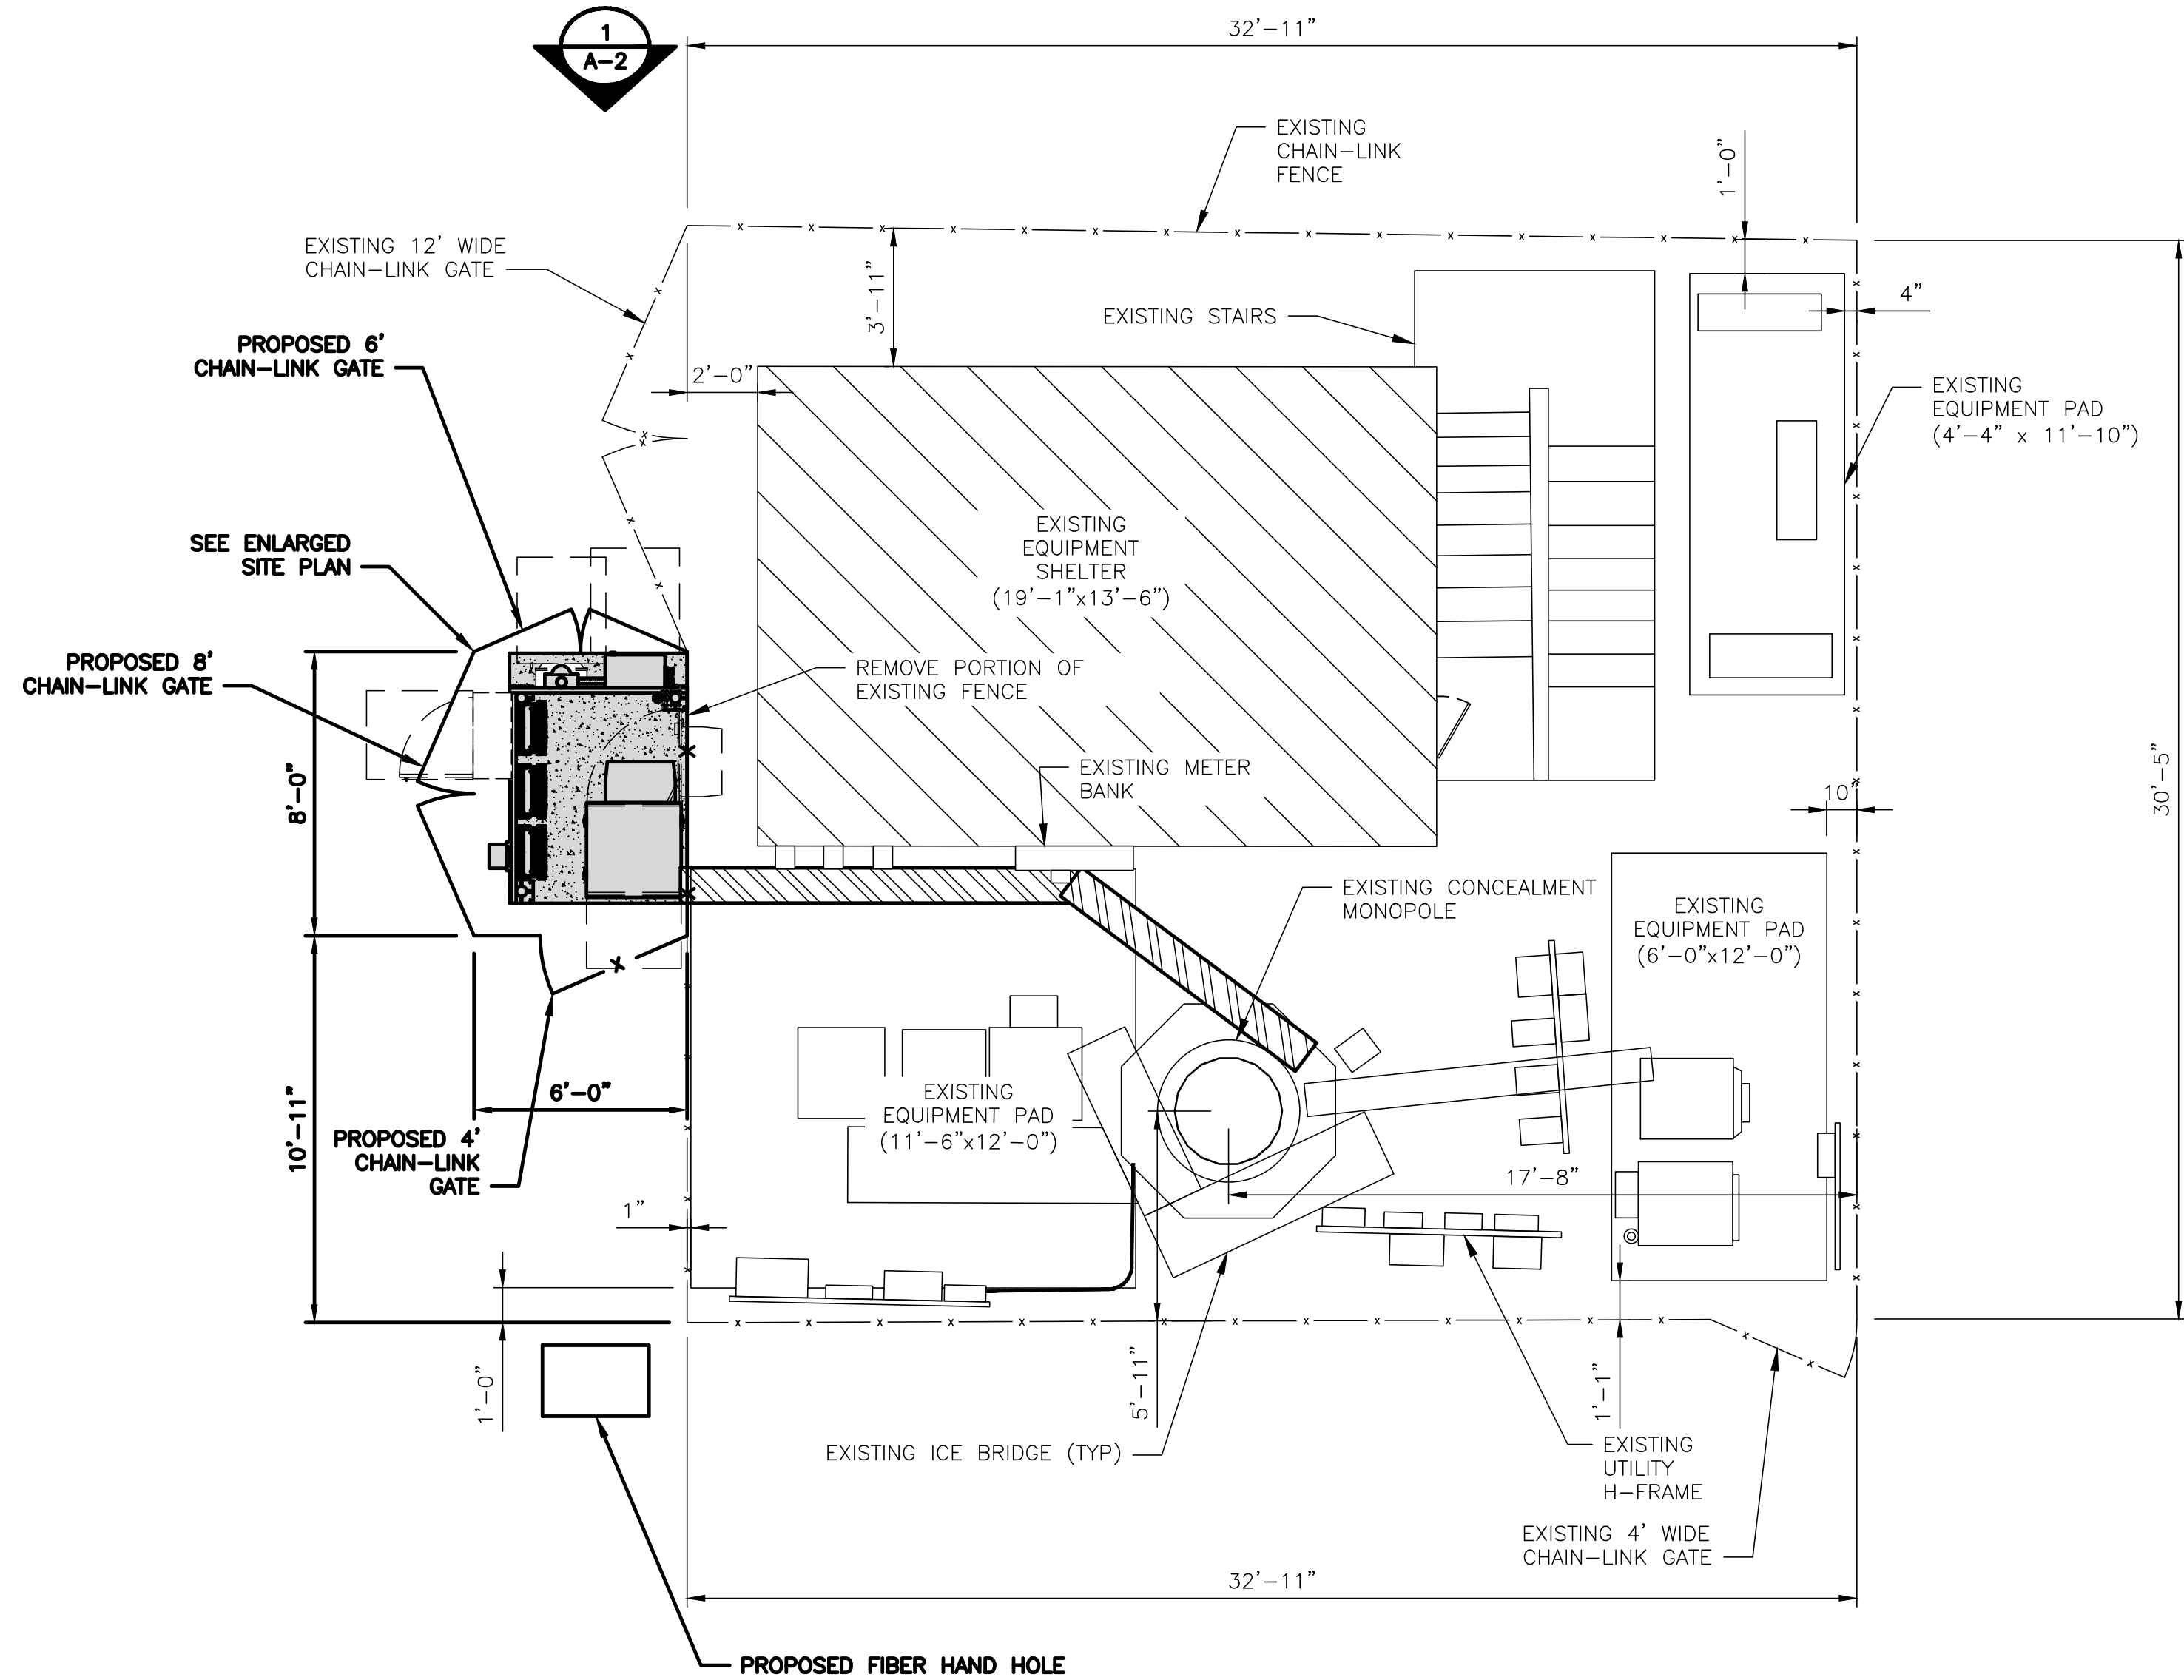 1
A-2
32'-11"
EXISTING
CHAIN-LINK
FENCE
1'-0"
EXISTING 12' WIDE
CHAIN-LINK GATE
3'-11"
EXISTING STAIRS
4"
PROPOSED 6'
CHAIN-LINK GATE
2'-0"
EXISTING
EQUIPMENT PAD
(4'-4" x 11'-10")
SEE ENLARGED
SITE PLAN
EXISTING
EQUIPMENT
SHELTER
(19'-1"x13'-6")
PROPOSED 8'
CHAIN-LINK GATE
REMOVE PORTION OF
EXISTING FENCE
8'-0"
EXISTING METER
BANK
10"
30'-5"
EXISTING CONCEALMENT
MONOPOLE
EXISTING
EQUIPMENT PAD
(6'-0"x12'-0")
6'-0"
10'-11"
EXISTING
EQUIPMENT PAD
(11'-6"x12'-0")
PROPOSED 4'
CHAIN-LINK
GATE
17'-8"
1"
1'-0"
5'-11"
1'-1"
EXISTING ICE BRIDGE (TYP)
EXISTING
UTILITY
H-FRAME
EXISTING 4' WIDE
CHAIN-LINK GATE
32'-11"
PROPOSED FIBER HAND HOLE